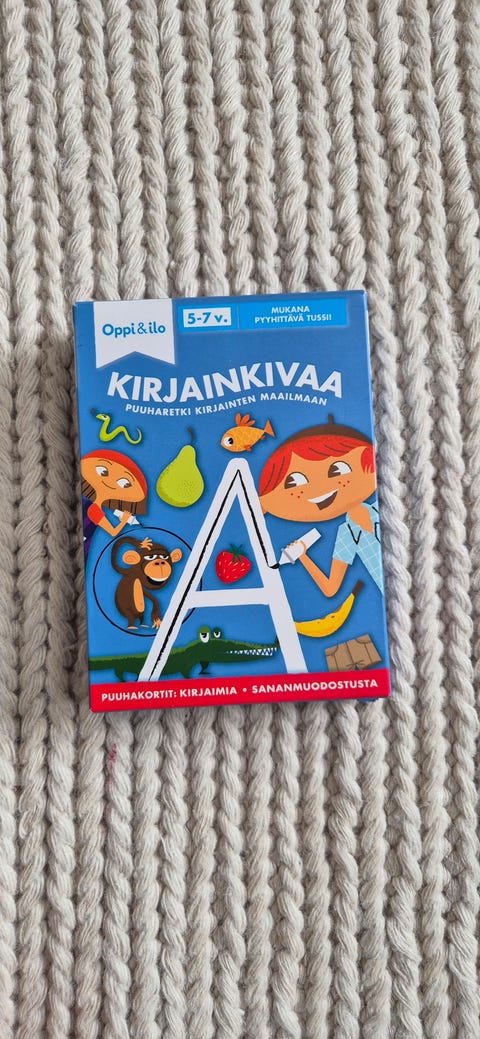 Oppi&ilo
5-7 v.
MUKANA
PYYHITTÄVÄ TUSSI!
KIRJAINKIVAA
PUUHARETKI KIRJAINTEN MAAILMAAN
A
PUUHAKORTIT: KIRJAIMIA • SANANMUODOSTUSTA